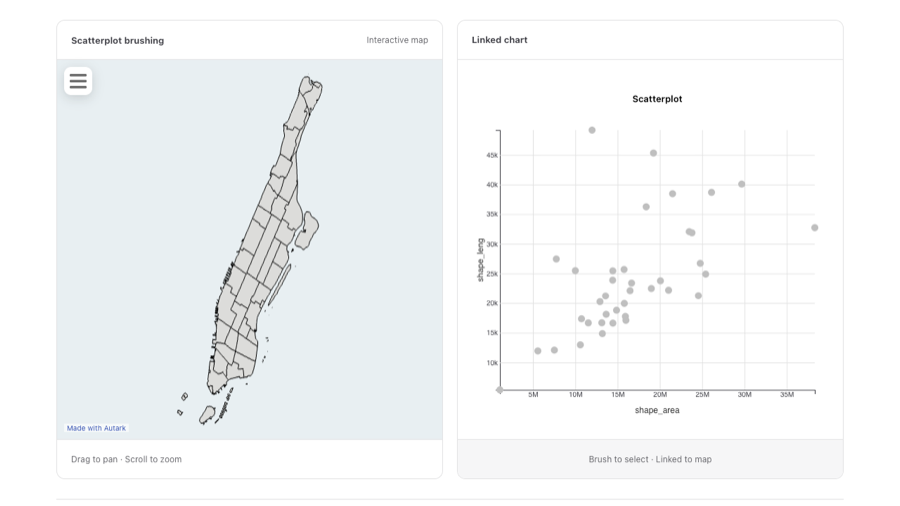 Scatterplot brushing
Interactive map
Made with Autark
Drag to pan · Scroll to zoom
Linked chart
Scatterplot
45k
40k
35k
30k
25k
20k
15k
10k
shape_leng
5M 10M 15M 20M 25M 30M 35M
shape_area
Brush to select · Linked to map